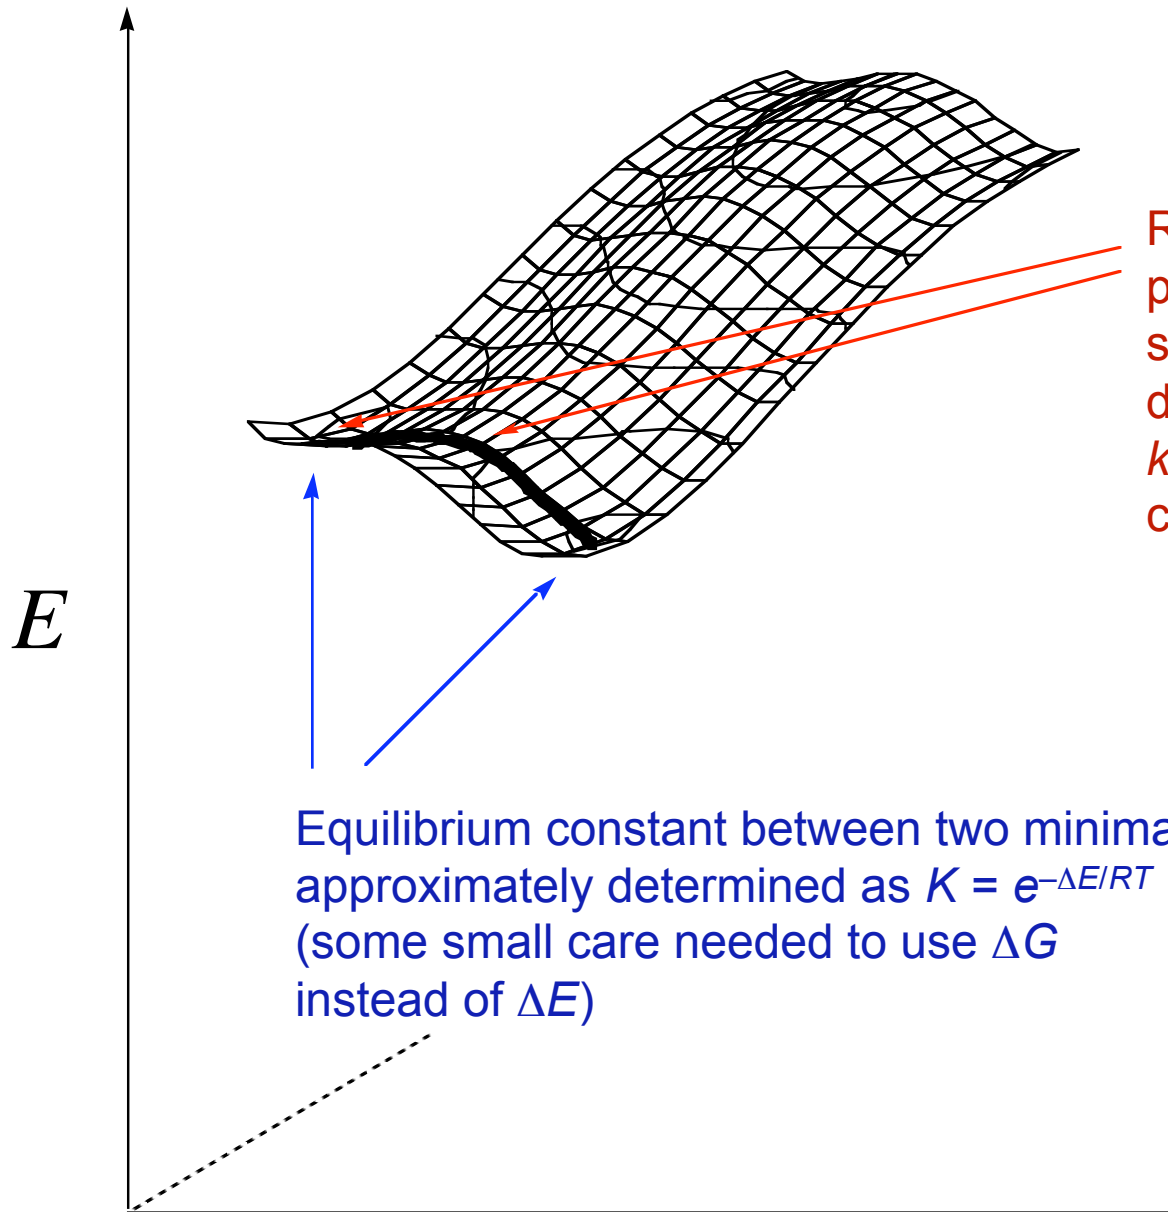 E
R
p
s
d
k
c
Equilibrium constant between two minima
approximately determined as K = e^–ΔE/RT
(some small care needed to use ΔG
instead of ΔE)